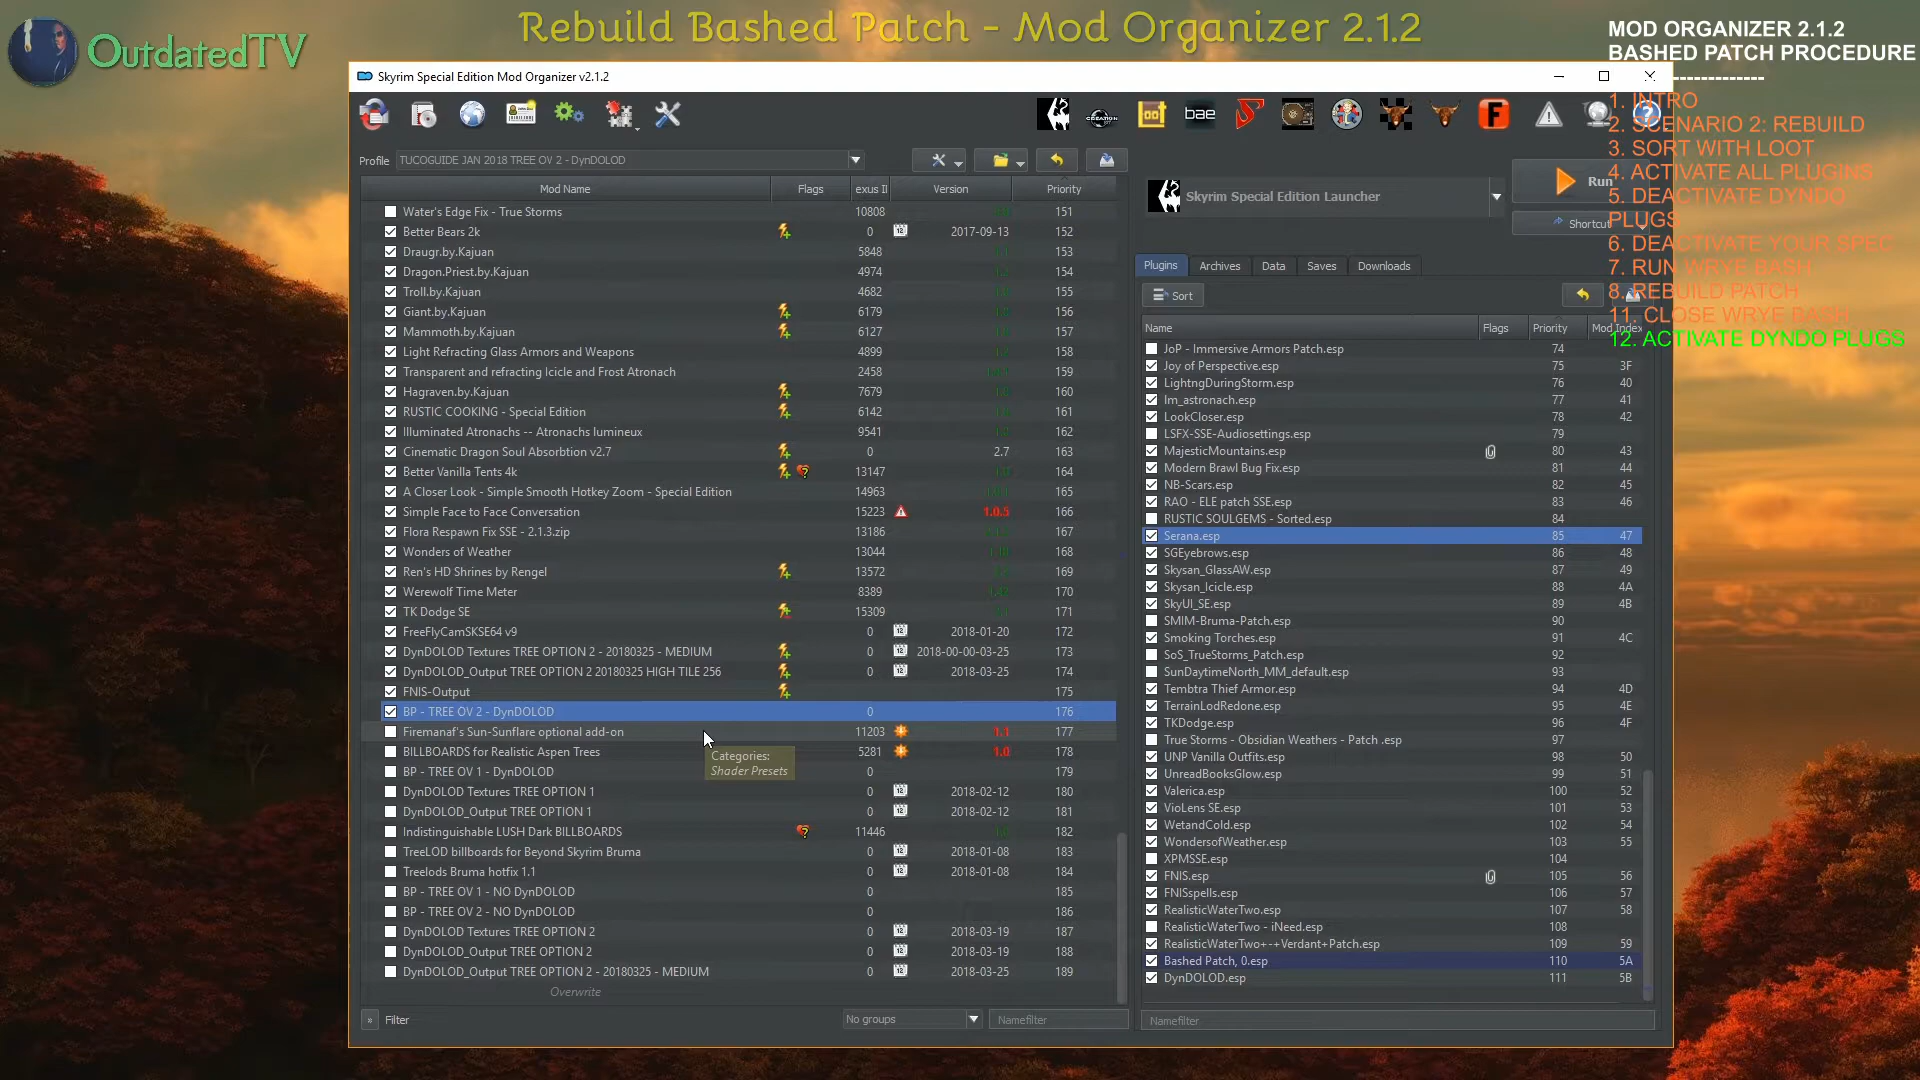 Rebuild Bashed Patch - Mod Organizer 2.1.2
OutdatedTV
MOD ORGANIZER 2.1.2
BASHED PATCH PROCEDURE
--------------
1. INTRO
2. SCENARIO 2: REBUILD
3. SORT WITH LOOT
4. ACTIVATE ALL PLUGINS
5. DEACTIVATE DYNDO
PLUGS
6. DEACTIVATE YOUR SPEC
7. RUN WRYE BASH
8. REBUILD PATCH
11. CLOSE WRYE BASH
12. ACTIVATE DYNDO PLUGS
Skyrim Special Edition Mod Organizer v2.1.2
CREATION
bae
F
Profile TUCOGUIDE JAN 2018 TREE OV 2 - DynDOLOD
Mod Name Flags exus II Version Priority
Water's Edge Fix - True Storms 10808 151
Better Bears 2k 0 2017-09-13 152
Draugr.by.Kajuan 5848 153
Dragon.Priest.by.Kajuan 4974 154
Troll.by.Kajuan 4682 155
Giant.by.Kajuan 6179 156
Mammoth.by.Kajuan 6127 157
Light Refracting Glass Armors and Weapons 4899 158
Transparent and refracting Icicle and Frost Atronach 2458 159
Hagraven.by.Kajuan 7679 160
RUSTIC COOKING - Special Edition 6142 161
Illuminated Atronachs -- Atronachs lumineux 9541 162
Cinematic Dragon Soul Absorbtion v2.7 0 2.7 163
Better Vanilla Tents 4k 13147 164
A Closer Look - Simple Smooth Hotkey Zoom - Special Edition 14963 165
Simple Face to Face Conversation 15223 1.0.5 166
Flora Respawn Fix SSE - 2.1.3.zip 13186 167
Wonders of Weather 13044 168
Ren's HD Shrines by Rengel 13572 169
Werewolf Time Meter 8389 170
TK Dodge SE 15309 171
FreeFlyCamSKSE64 v9 0 2018-01-20 172
DynDOLOD Textures TREE OPTION 2 - 20180325 - MEDIUM 0 2018-00-00-03-25 173
DynDOLOD_Output TREE OPTION 2 20180325 HIGH TILE 256 0 2018-03-25 174
FNIS-Output 175
BP - TREE OV 2 - DynDOLOD 0 176
Firemanaf's Sun-Sunflare optional add-on 11203 1.1 177
BILLBOARDS for Realistic Aspen Trees 5281 1.0 178
BP - TREE OV 1 - DynDOLOD 0 179
DynDOLOD Textures TREE OPTION 1 0 2018-02-12 180
DynDOLOD_Output TREE OPTION 1 0 2018-02-12 181
Indistinguishable LUSH Dark BILLBOARDS 11446 182
TreeLOD billboards for Beyond Skyrim Bruma 0 2018-01-08 183
Treelods Bruma hotfix 1.1 0 2018-01-08 184
BP - TREE OV 1 - NO DynDOLOD 0 185
BP - TREE OV 2 - NO DynDOLOD 0 186
DynDOLOD Textures TREE OPTION 2 0 2018-03-19 187
DynDOLOD_Output TREE OPTION 2 0 2018-03-19 188
DynDOLOD_Output TREE OPTION 2 - 20180325 - MEDIUM 0 2018-03-25 189
Overwrite
Categories:
Shader Presets
» Filter No groups Namefilter
Skyrim Special Edition Launcher
Run
Shortcut
Plugins Archives Data Saves Downloads
Sort
Name Flags Priority Mod Index
JoP - Immersive Armors Patch.esp 74
Joy of Perspective.esp 75 3F
LightngDuringStorm.esp 76 40
lm_astronach.esp 77 41
LookCloser.esp 78 42
LSFX-SSE-Audiosettings.esp 79
MajesticMountains.esp 80 43
Modern Brawl Bug Fix.esp 81 44
NB-Scars.esp 82 45
RAO - ELE patch SSE.esp 83 46
RUSTIC SOULGEMS - Sorted.esp 84
Serana.esp 85 47
SGEyebrows.esp 86 48
Skysan_GlassAW.esp 87 49
Skysan_Icicle.esp 88 4A
SkyUI_SE.esp 89 4B
SMIM-Bruma-Patch.esp 90
Smoking Torches.esp 91 4C
SoS_TrueStorms_Patch.esp 92
SunDaytimeNorth_MM_default.esp 93
Tembtra Thief Armor.esp 94 4D
TerrainLodRedone.esp 95 4E
TKDodge.esp 96 4F
True Storms - Obsidian Weathers - Patch .esp 97
UNP Vanilla Outfits.esp 98 50
UnreadBooksGlow.esp 99 51
Valerica.esp 100 52
VioLens SE.esp 101 53
WetandCold.esp 102 54
WondersofWeather.esp 103 55
XPMSSE.esp 104
FNIS.esp 105 56
FNISspells.esp 106 57
RealisticWaterTwo.esp 107 58
RealisticWaterTwo - iNeed.esp 108
RealisticWaterTwo+-+Verdant+Patch.esp 109 59
Bashed Patch, 0.esp 110 5A
DynDOLOD.esp 111 5B
Namefilter